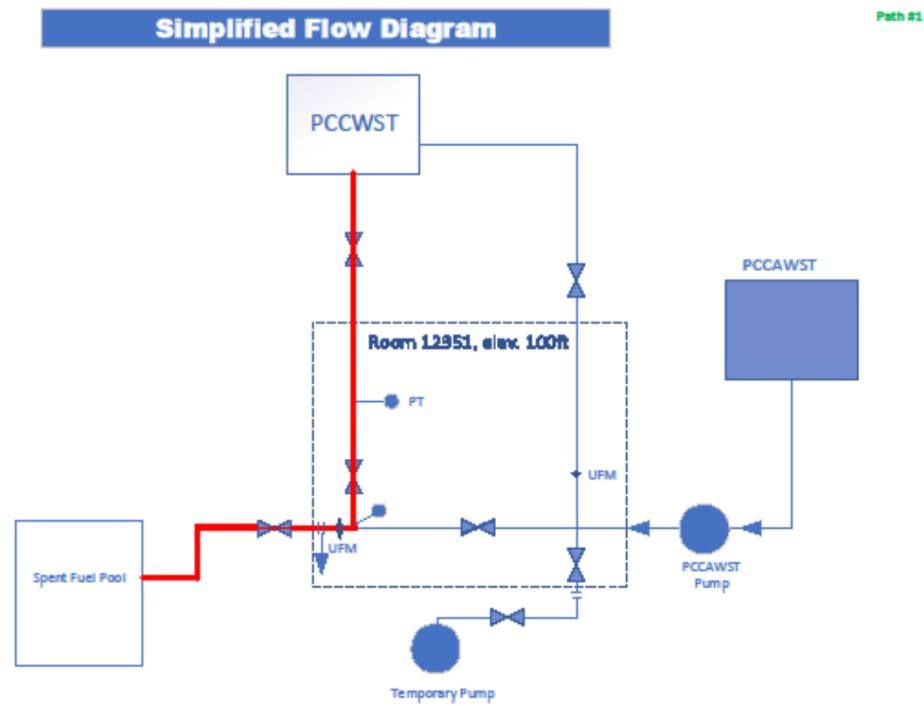 Simplified Flow Diagram
Path #1
PCCWST
PCCAWST
Room 12351, elev. 100ft
PT
UFM
UFM
Spent Fuel Pool
PCCAWST
Pump
Temporary Pump